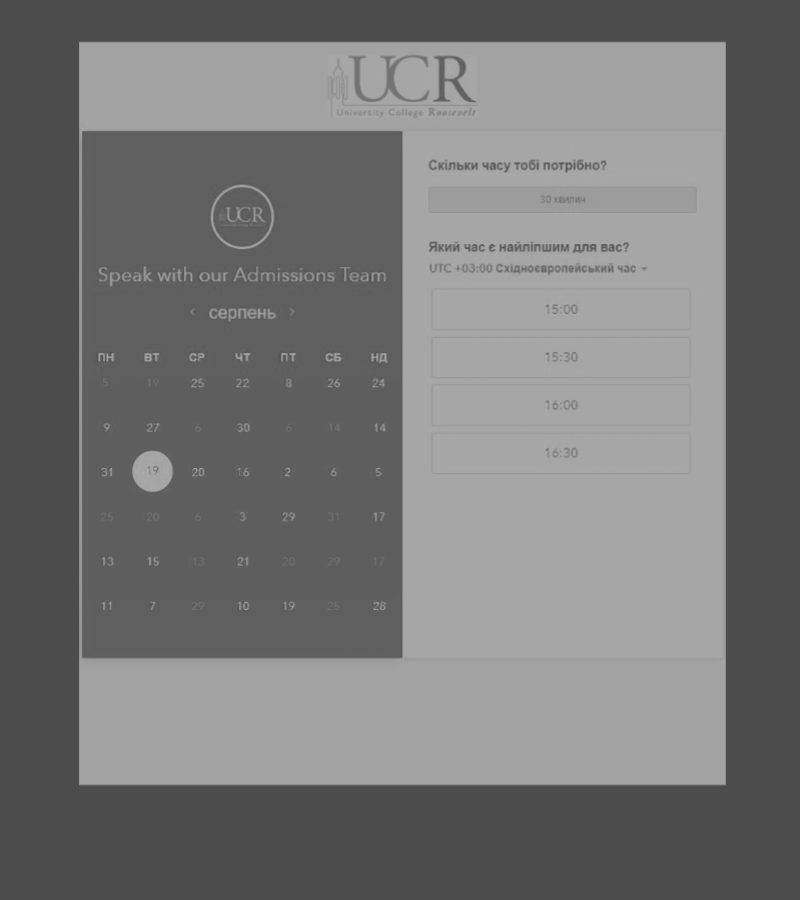 UCR
University College Roosevelt
UCR
Speak with our Admissions Team
‹ серпень ›
ПН ВТ СР ЧТ ПТ СБ НД
5 19 25 22 8 26 24
9 27 6 30 6 14 14
31 19 20 16 2 6 5
25 20 6 3 29 31 17
13 15 13 21 20 29 17
11 7 29 10 19 25 28
Скільки часу тобі потрібно?
30 хвилин
Який час є найліпшим для вас?
UTC +03:00 Східноєвропейський час
15:00
15:30
16:00
16:30